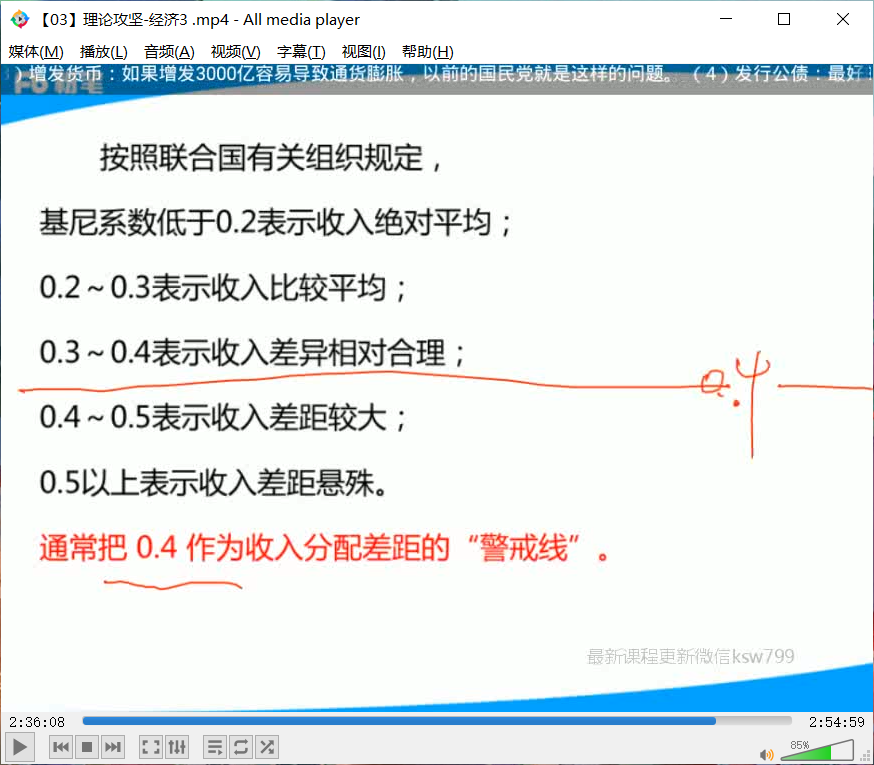 【03】理论攻坚-经济3 .mp4 - All media player
媒体(M) 播放(L) 音频(A) 视频(V) 字幕(T) 视图(I) 帮助(H)
）增发货币：如果增发3000亿容易导致通货膨胀，以前的国民党就是这样的问题。 （4）发行公债：最好
粉笔
按照联合国有关组织规定，
基尼系数低于0.2表示收入绝对平均；
0.2～0.3表示收入比较平均；
0.3～0.4表示收入差异相对合理；
0.4
0.4～0.5表示收入差距较大；
0.5以上表示收入差距悬殊。
通常把 0.4 作为收入分配差距的“警戒线”。
最新课程更新微信ksw799
2:36:08 2:54:59
85%